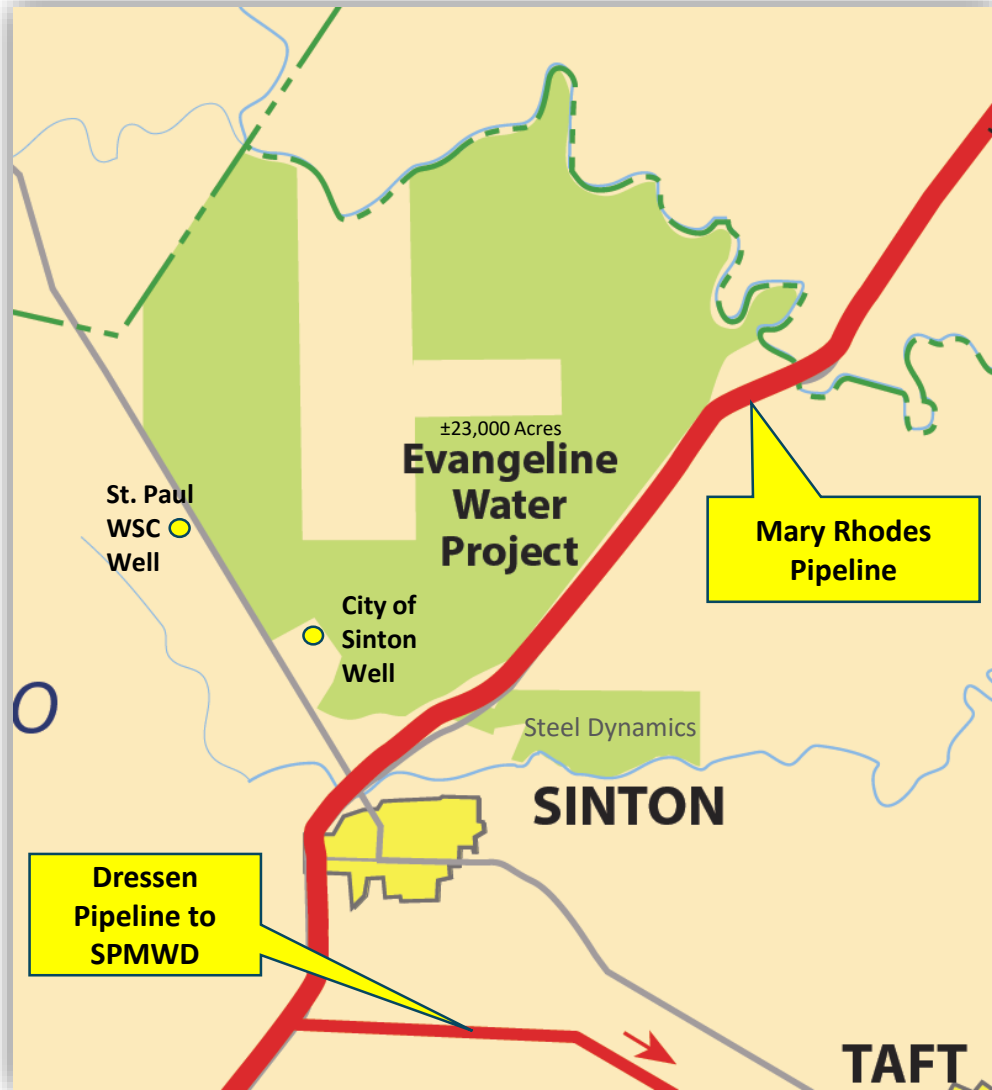 ±23,000 Acres
Evangeline
Water
Project
St. Paul
WSC
Well
Mary Rhodes
Pipeline
City of
Sinton
Well
O
Steel Dynamics
SINTON
Dressen
Pipeline to
SPMWD
TAFT